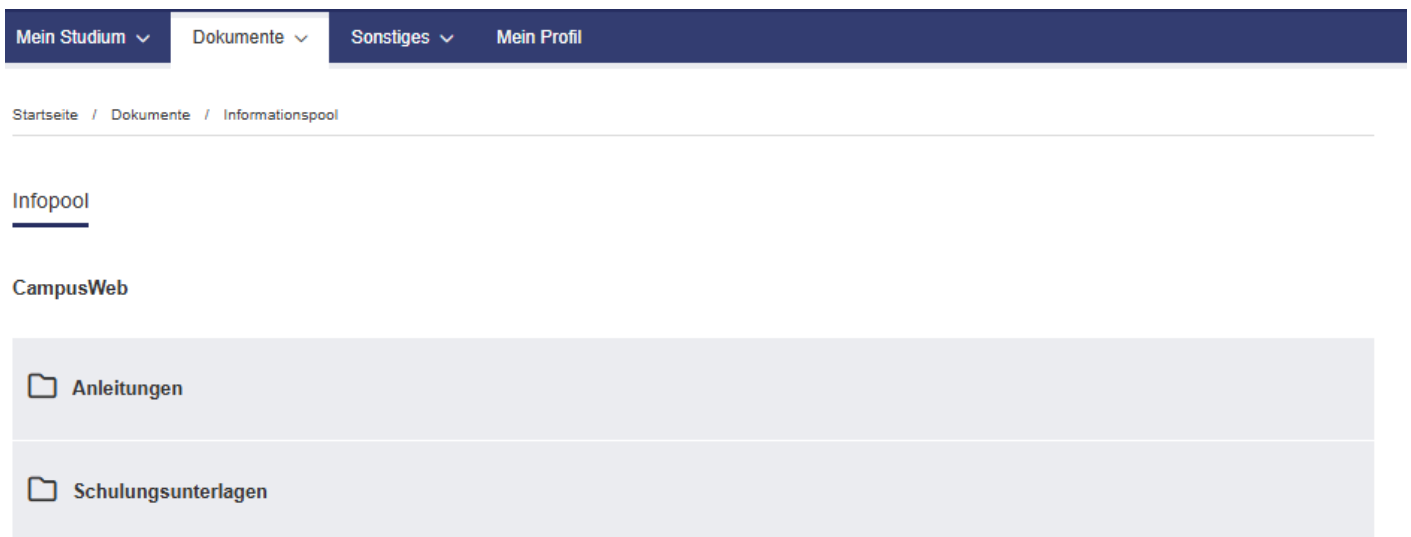 Mein Studium Dokumente Sonstiges Mein Profil
Startseite / Dokumente / Informationspool
Infopool
CampusWeb
Anleitungen
Schulungsunterlagen